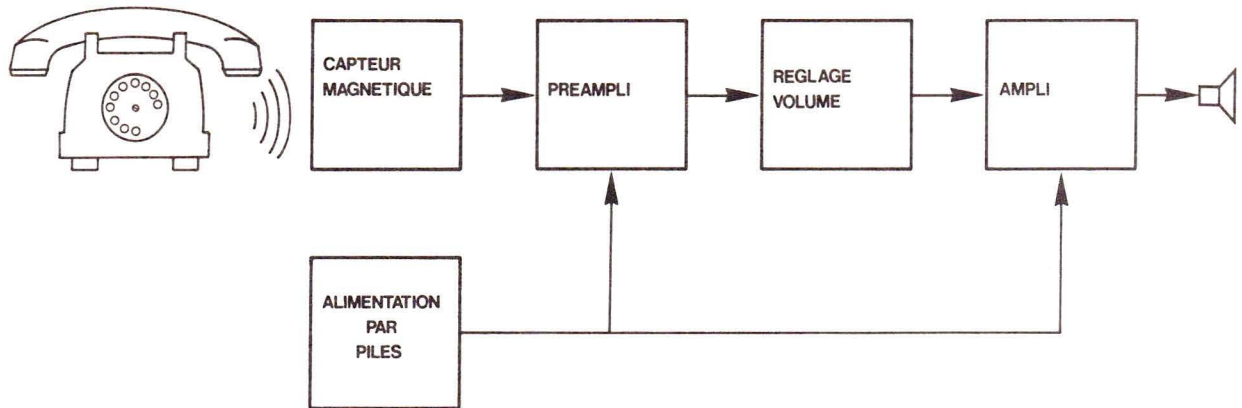 CAPTEUR
MAGNETIQUE
PREAMPLI
REGLAGE
VOLUME
AMPLI
ALIMENTATION
PAR
PILES